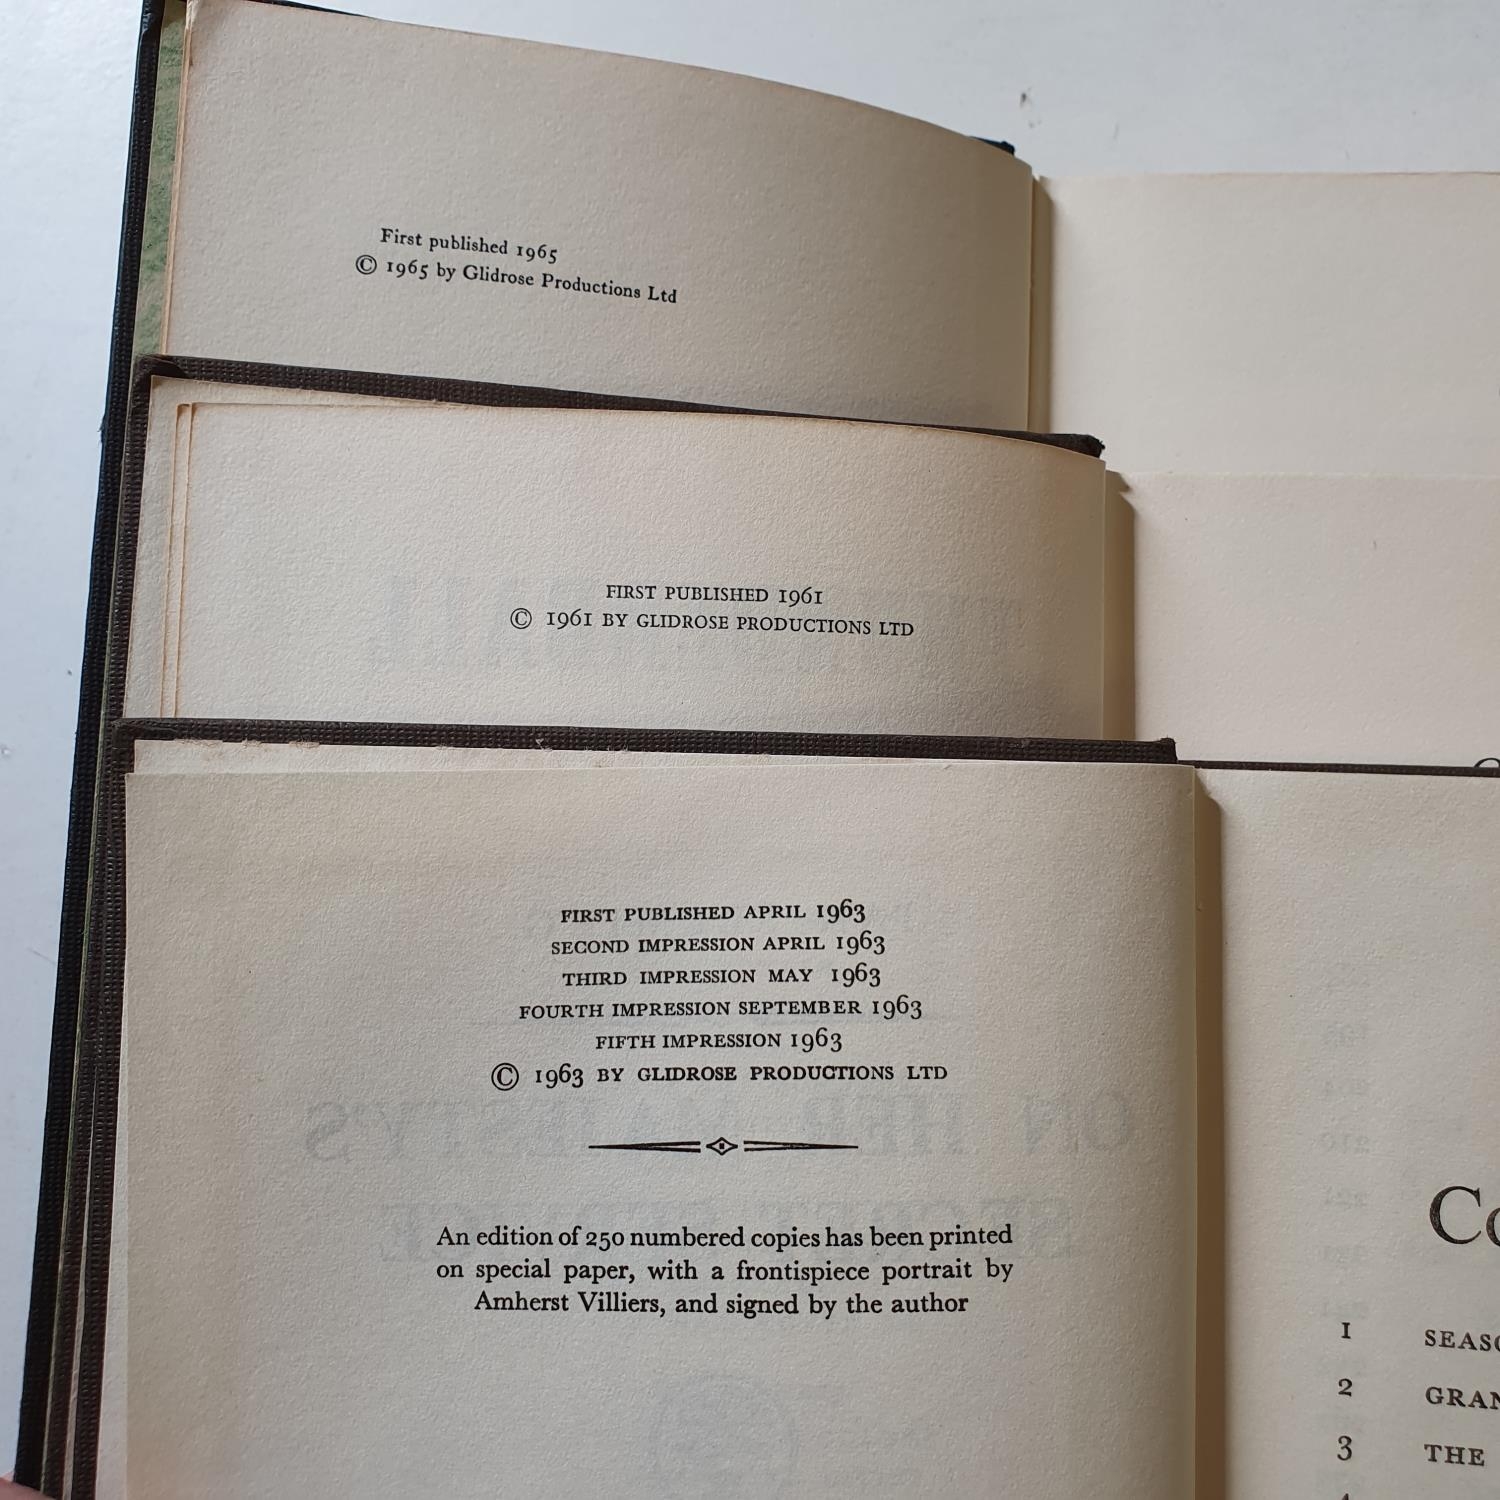 First published 1965
© 1965 by Glidrose Productions Ltd
FIRST PUBLISHED 1961
© 1961 BY GLIDROSE PRODUCTIONS LTD
FIRST PUBLISHED APRIL 1963
SECOND IMPRESSION APRIL 1963
THIRD IMPRESSION MAY 1963
FOURTH IMPRESSION SEPTEMBER 1963
FIFTH IMPRESSION 1963
© 1963 BY GLIDROSE PRODUCTIONS LTD
An edition of 250 numbered copies has been printed
on special paper, with a frontispiece portrait by
Amherst Villiers, and signed by the author
Co
1 SEASO
2 GRAN
3 THE